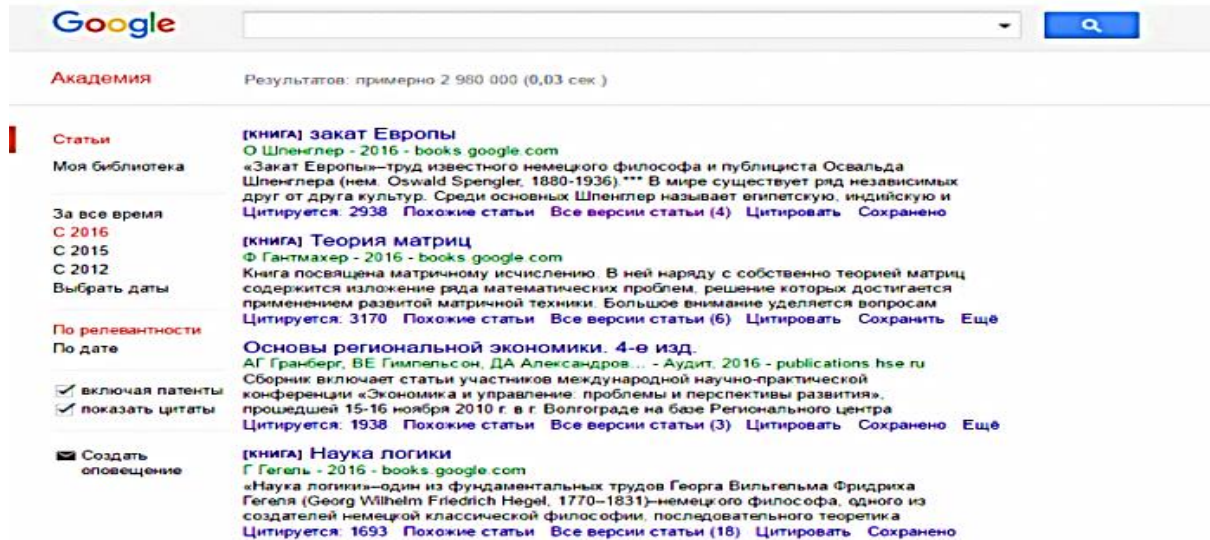 Google
Академия
Результатов: примерно 2 980 000 (0,03 сек.)
Статьи
Моя библиотека
За все время
С 2016
С 2015
С 2012
Выбрать даты
По релевантности
По дате
включая патенты
показать цитаты
Создать
оповещение
[КНИГА] закат Европы
О Шпенглер - 2016 - books.google.com
«Закат Европы»–труд известного немецкого философа и публициста Освальда
Шпенглера (нем. Oswald Spengler, 1880-1936).*** В мире существует ряд независимых
друг от друга культур. Среди основных Шпенглер называет египетскую, индийскую и
Цитируется: 2938 Похожие статьи Все версии статьи (4) Цитировать Сохранено
[КНИГА] Теория матриц
Ф Гантмахер - 2016 - books.google.com
Книга посвящена матричному исчислению. В ней наряду с собственно теорией матриц
содержится изложение ряда математических проблем, решение которых достигается
применением развитой матричной техники. Большое внимание уделяется вопросам
Цитируется: 3170 Похожие статьи Все версии статьи (6) Цитировать Сохранить Ещё
Основы региональной экономики. 4-е изд.
АГ Гранберг, ВЕ Гимпельсон, ДА Александров... - Аудит, 2016 - publications.hse.ru
Сборник включает статьи участников международной научно-практической
конференции «Экономика и управление: проблемы и перспективы развития»,
прошедшей 15-16 ноября 2010 г. в г. Волгограде на базе Регионального центра
Цитируется: 1938 Похожие статьи Все версии статьи (3) Цитировать Сохранено Ещё
[КНИГА] Наука логики
Г Гегель - 2016 - books.google.com
«Наука логики»–один из фундаментальных трудов Георга Вильгельма Фридриха
Гегеля (Georg Wilhelm Friedrich Hegel, 1770–1831)–немецкого философа, одного из
создателей немецкой классической философии, последовательного теоретика
Цитируется: 1693 Похожие статьи Все версии статьи (18) Цитировать Сохранено